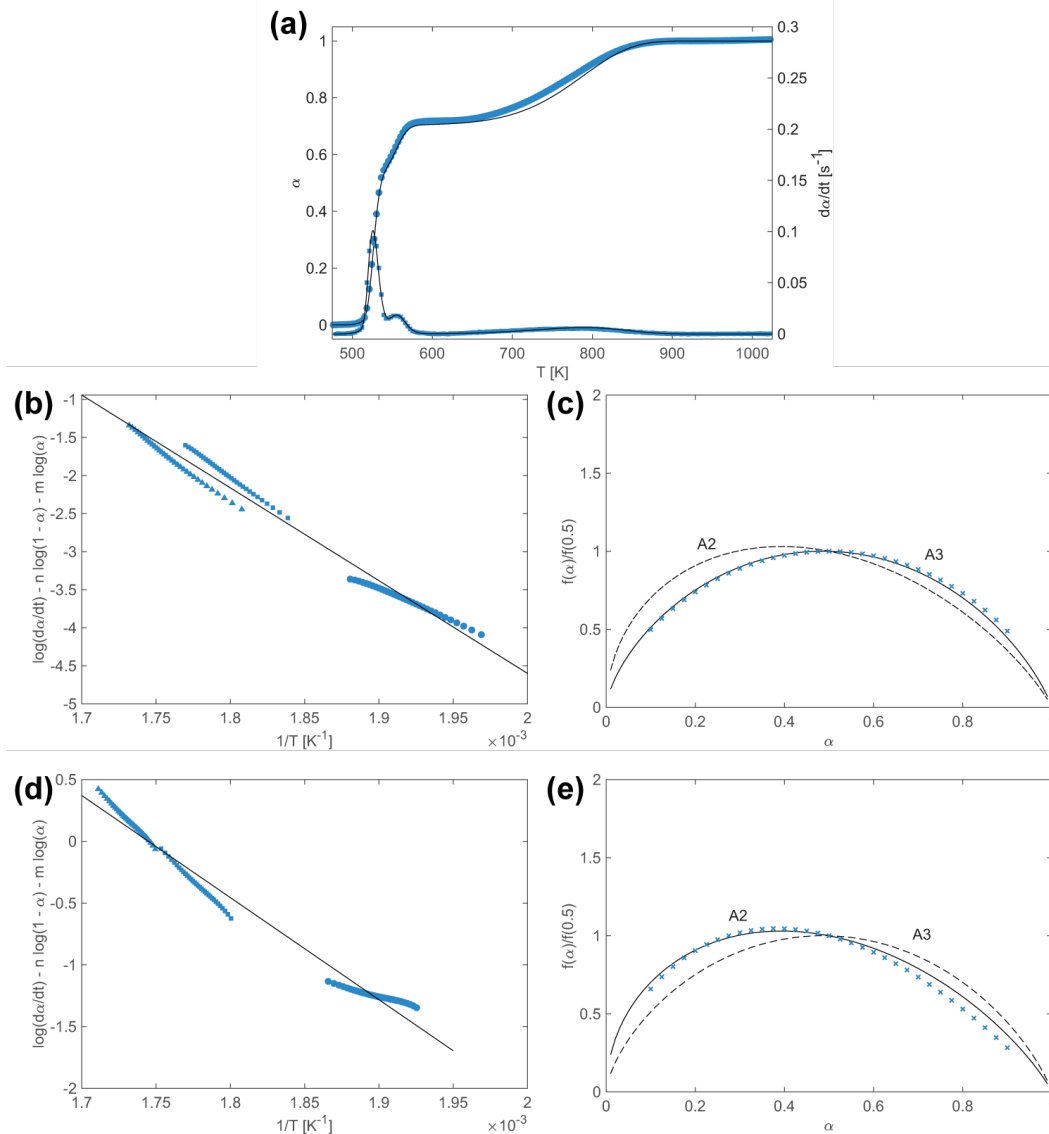 (a)
1
0.8
0.6
0.4
0.2
0
α
0.3
0.25
0.2
0.15
0.1
0.05
0
dα/dt [s⁻¹]
500 600 700 800 900 1000
T [K]
(b)
-1
-1.5
-2
-2.5
-3
-3.5
-4
-4.5
-5
log(dα/dt) - n log(1 - α) - m log(α)
1.7 1.75 1.8 1.85 1.9 1.95 2
1/T [K⁻¹]
×10⁻³
(c)
2
1.5
1
0.5
0
f(α)/f(0.5)
A2
A3
0 0.2 0.4 0.6 0.8
α
(d)
0.5
0
-0.5
-1
-1.5
-2
log(dα/dt) - n log(1 - α) - m log(α)
1.7 1.75 1.8 1.85 1.9 1.95 2
1/T [K⁻¹]
×10⁻³
(e)
2
1.5
1
0.5
0
f(α)/f(0.5)
A2
A3
0 0.2 0.4 0.6 0.8
α